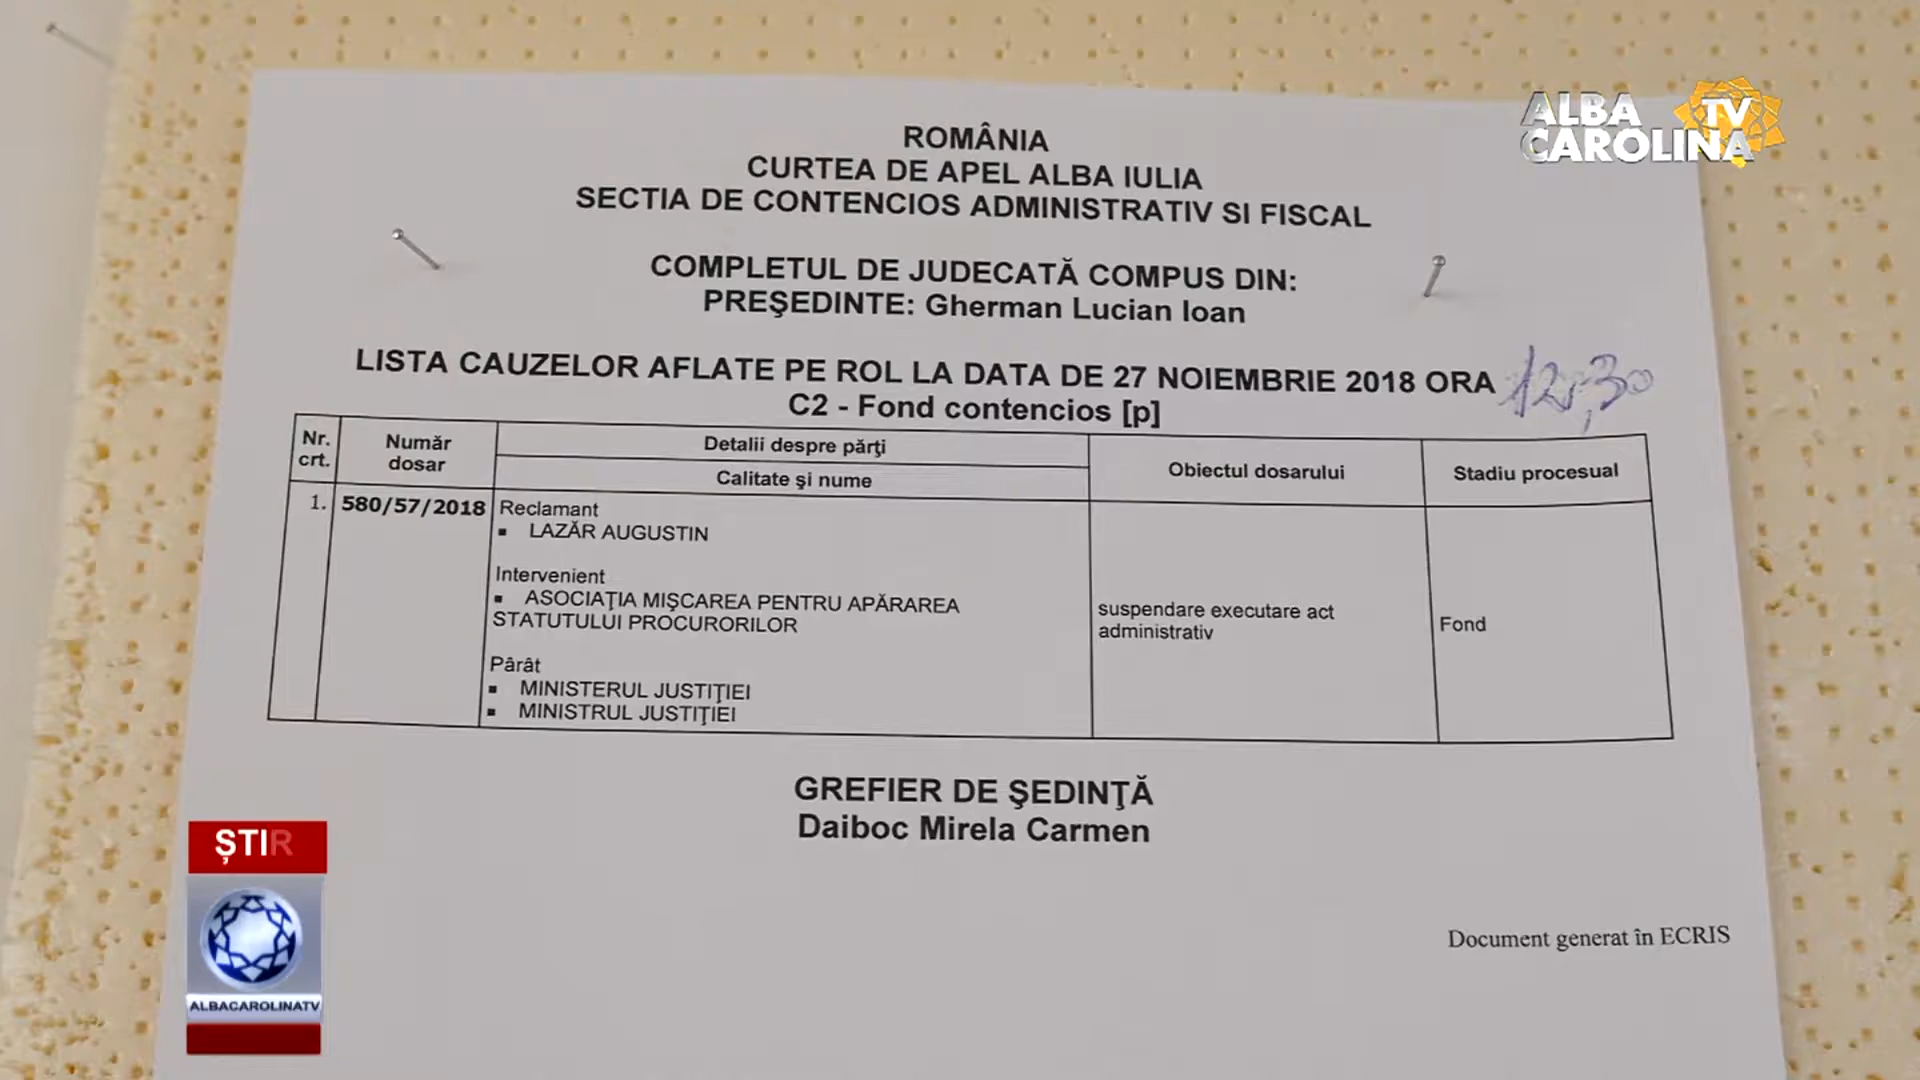 ALBA TV
CAROLINA
ROMÂNIA
CURTEA DE APEL ALBA IULIA
SECTIA DE CONTENCIOS ADMINISTRATIV SI FISCAL
COMPLETUL DE JUDECATĂ COMPUS DIN:
PREŞEDINTE: Gherman Lucian Ioan
LISTA CAUZELOR AFLATE PE ROL LA DATA DE 27 NOIEMBRIE 2018 ORA 12,30
C2 - Fond contencios [p]
Nr. crt.
Număr dosar
Detalii despre părţi
Calitate şi nume
Obiectul dosarului
Stadiu procesual
1. 580/57/2018 Reclamant
▪ LAZĂR AUGUSTIN
Intervenient
▪ ASOCIAŢIA MIŞCAREA PENTRU APĂRAREA
STATUTULUI PROCURORILOR
Pârât
▪ MINISTERUL JUSTIŢIEI
▪ MINISTRUL JUSTIŢIEI
suspendare executare act
administrativ
Fond
GREFIER DE ŞEDINŢĂ
Daiboc Mirela Carmen
Document generat în ECRIS
ȘTIR
ALBACAROLINATV